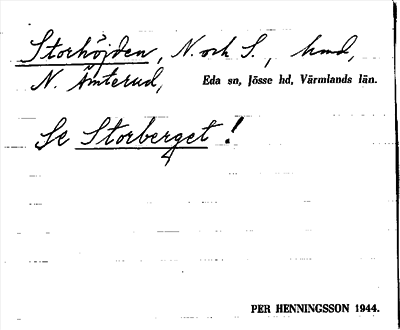 Storhöjden, N. och S., hmd,
N. Ämterud, Eda sn, Jösse hd, Värmlands län.
Se Storberget!
PER HENNINGSSON 1944.